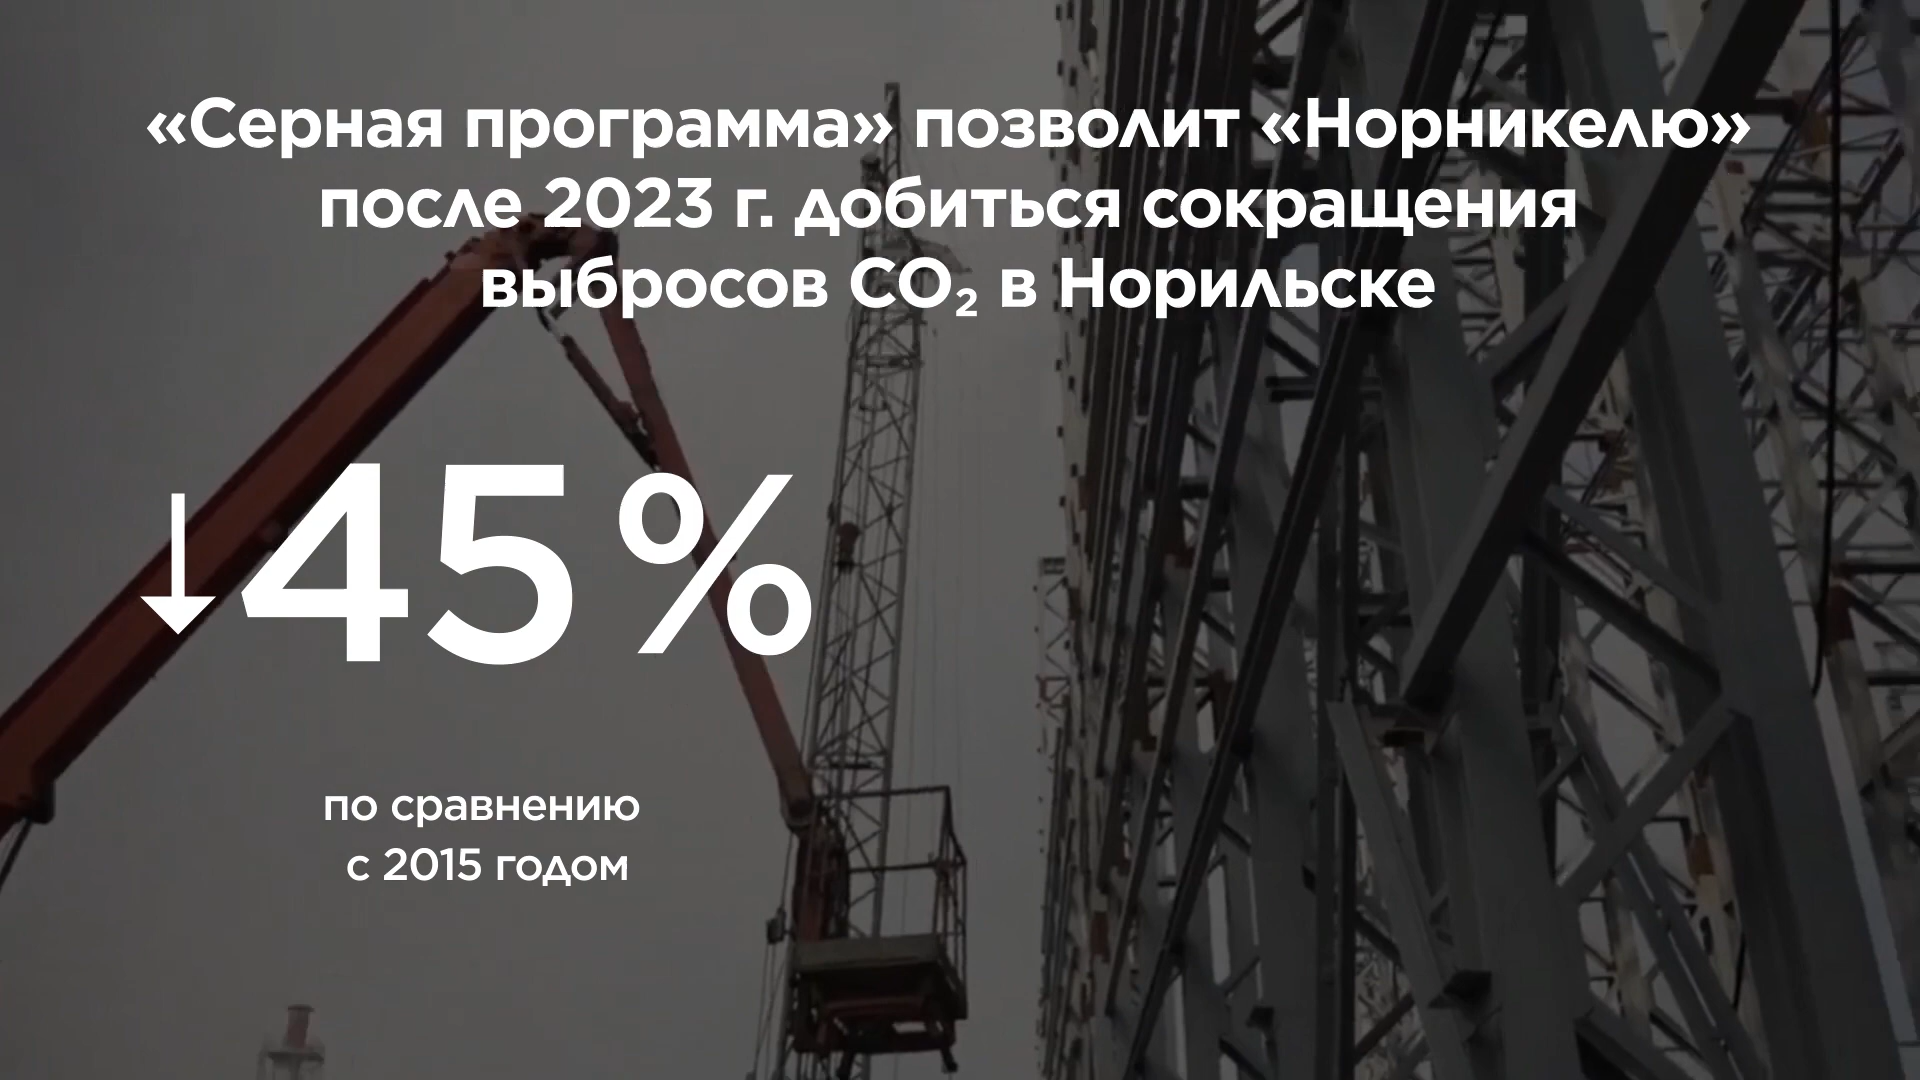 «Серная программа» позволит «Норникелю»
после 2023 г. добиться сокращения
выбросов CO₂ в Норильске
↓45%
по сравнению
с 2015 годом